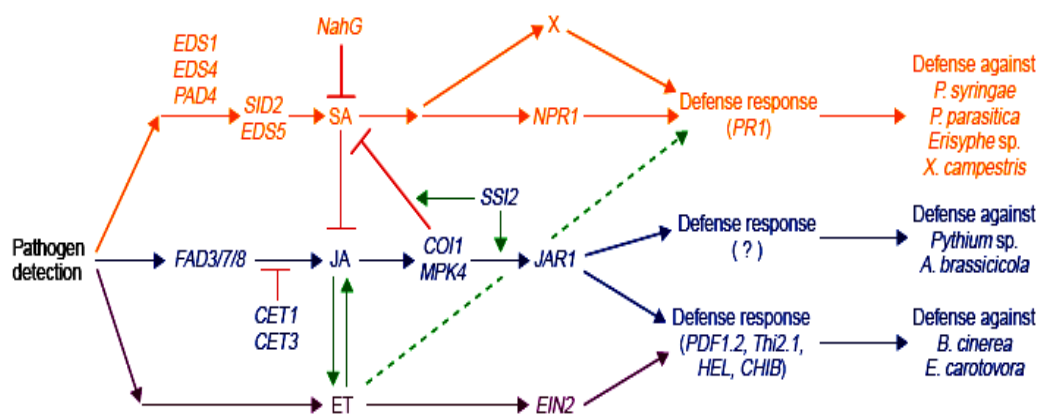 NahG
X
EDS1
EDS4
PAD4
SID2
EDS5
SA
NPR1
Defense response
(PR1)
Defense against
P. syringae
P. parasitica
Erisyphe sp.
X. campestris
SSI2
Pathogen
detection
FAD3/7/8
JA
COI1
MPK4
JAR1
Defense response
( ? )
Defense against
Pythium sp.
A. brassicicola
CET1
CET3
Defense response
(PDF1.2, Thi2.1,
HEL, CHIB)
Defense against
B. cinerea
E. carotovora
ET
EIN2